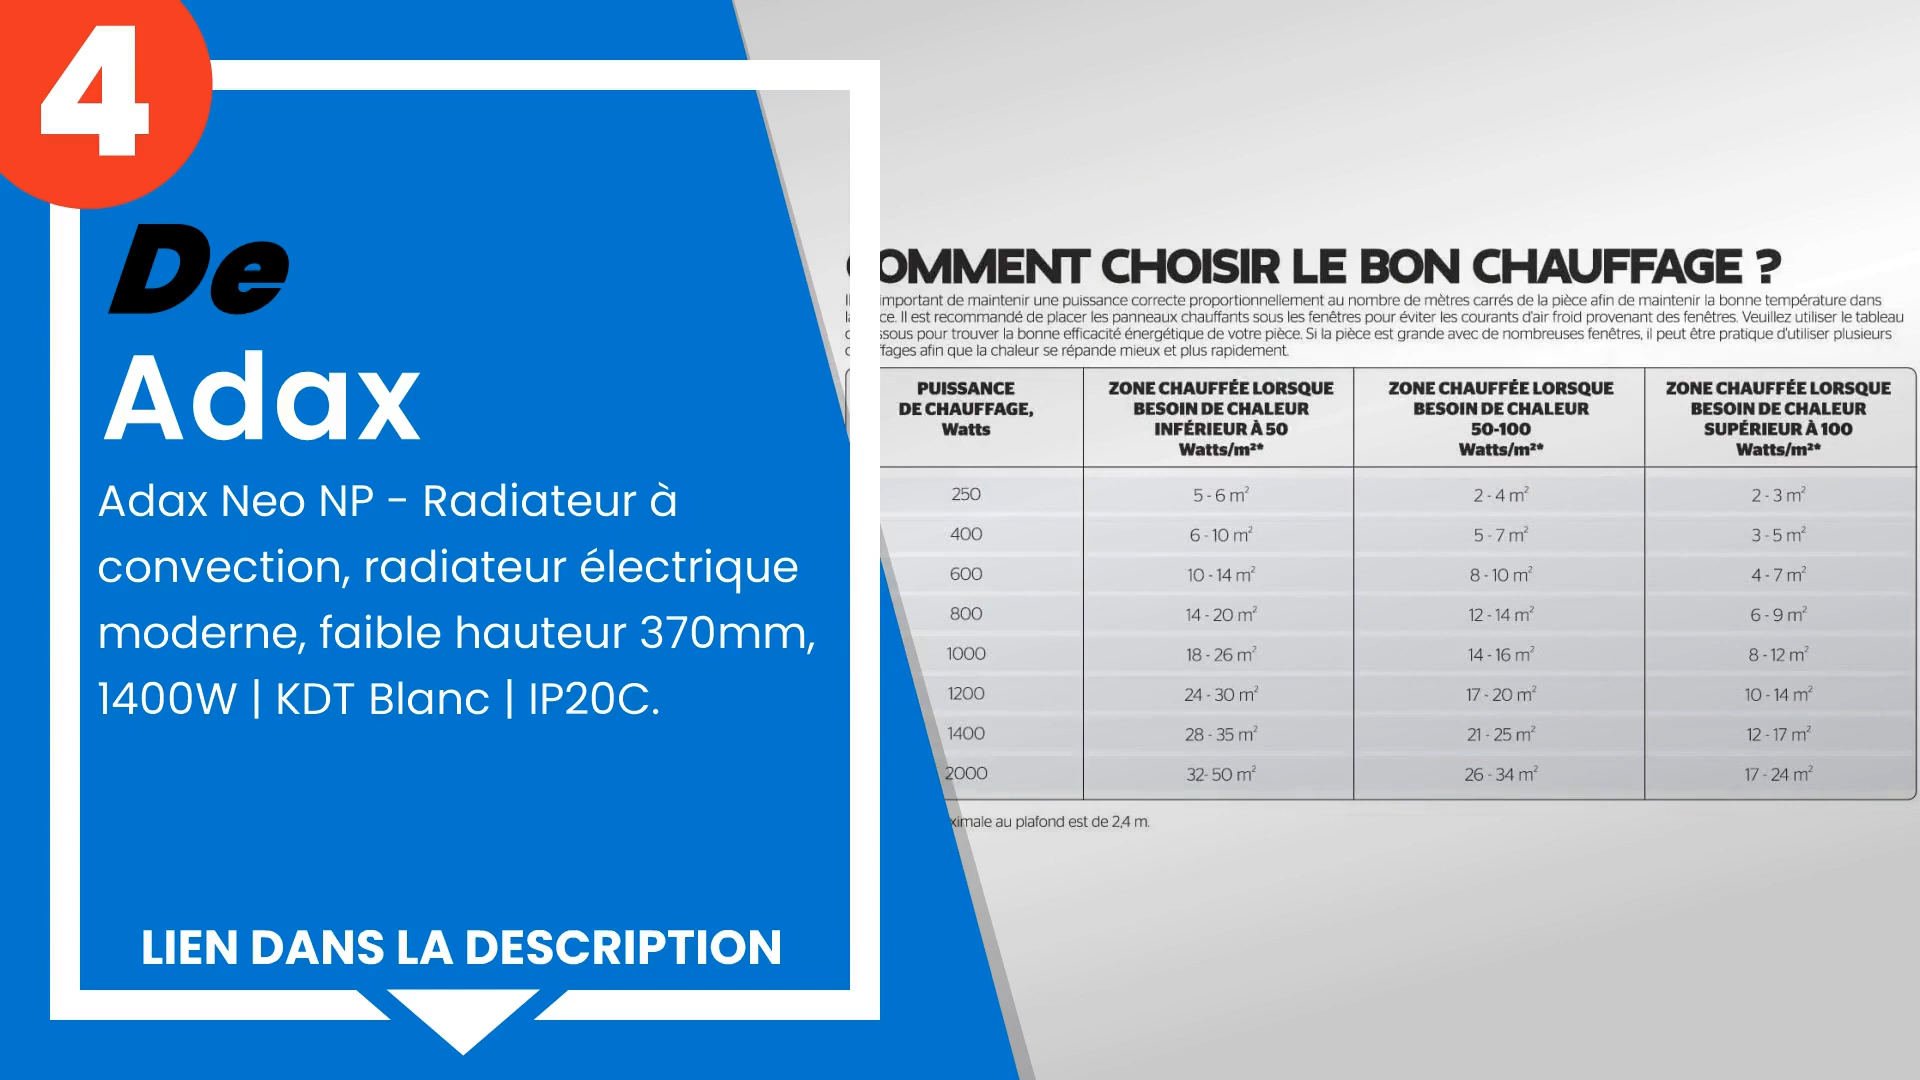 4
De
Adax
Adax Neo NP - Radiateur à
convection, radiateur électrique
moderne, faible hauteur 370mm,
1400W | KDT Blanc | IP20C.
LIEN DANS LA DESCRIPTION
OMMENT CHOISIR LE BON CHAUFFAGE ?
important de maintenir une puissance correcte proportionnellement au nombre de mètres carrés de la pièce afin de maintenir la bonne température dans
ce. Il est recommandé de placer les panneaux chauffants sous les fenêtres pour éviter les courants d'air froid provenant des fenêtres. Veuillez utiliser le tableau
ssous pour trouver la bonne efficacité énergétique de votre pièce. Si la pièce est grande avec de nombreuses fenêtres, il peut être pratique d'utiliser plusieurs
ffages afin que la chaleur se répande mieux et plus rapidement.
PUISSANCE
DE CHAUFFAGE,
Watts
ZONE CHAUFFÉE LORSQUE
BESOIN DE CHALEUR
INFÉRIEUR À 50
Watts/m²*
ZONE CHAUFFÉE LORSQUE
BESOIN DE CHALEUR
50-100
Watts/m²*
ZONE CHAUFFÉE LORSQUE
BESOIN DE CHALEUR
SUPÉRIEUR À 100
Watts/m²*
250 5 - 6 m² 2 - 4 m² 2 - 3 m²
400 6 - 10 m² 5 - 7 m² 3 - 5 m²
600 10 - 14 m² 8 - 10 m² 4 - 7 m²
800 14 - 20 m² 12 - 14 m² 6 - 9 m²
1000 18 - 26 m² 14 - 16 m² 8 - 12 m²
1200 24 - 30 m² 17 - 20 m² 10 - 14 m²
1400 28 - 35 m² 21 - 25 m² 12 - 17 m²
2000 32- 50 m² 26 - 34 m² 17 - 24 m²
ximale au plafond est de 2,4 m.